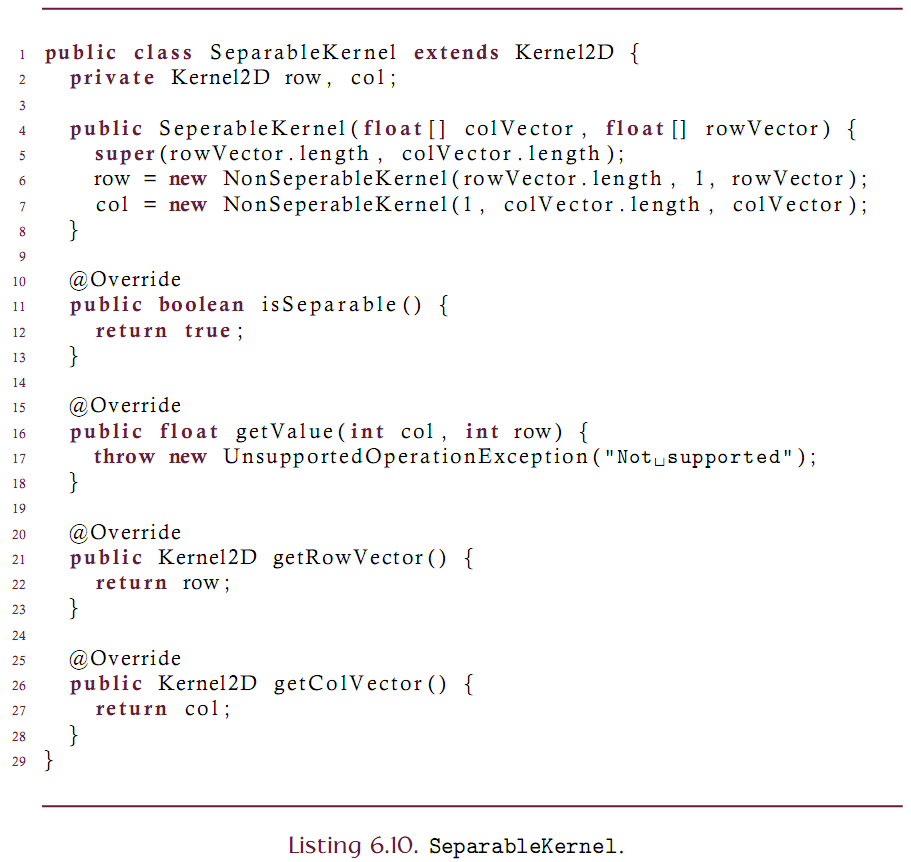 1 public class SeparableKernel extends Kernel2D {
2 private Kernel2D row, col;
3
4 public SeperableKernel(float[] colVector, float[] rowVector) {
5 super(rowVector.length, colVector.length);
6 row = new NonSeperableKernel(rowVector.length, 1, rowVector);
7 col = new NonSeperableKernel(1, colVector.length, colVector);
8 }
9
10 @Override
11 public boolean isSeparable() {
12 return true;
13 }
14
15 @Override
16 public float getValue(int col, int row) {
17 throw new UnsupportedOperationException("Not␣supported");
18 }
19
20 @Override
21 public Kernel2D getRowVector() {
22 return row;
23 }
24
25 @Override
26 public Kernel2D getColVector() {
27 return col;
28 }
29 }
Listing 6.10. SeparableKernel.